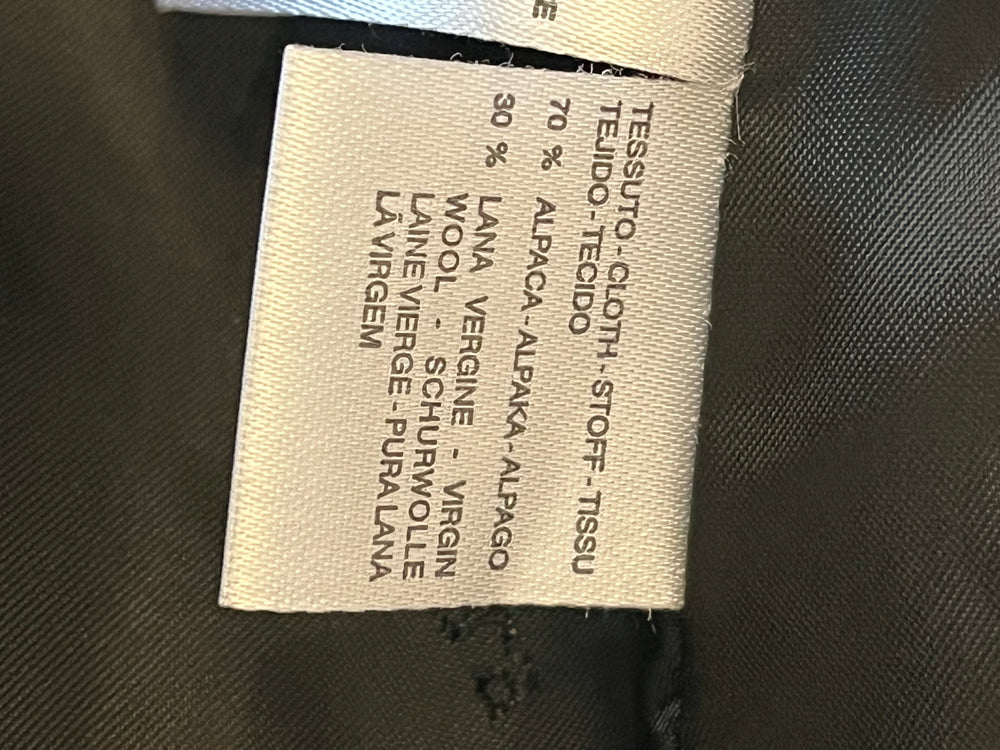 E
TESSUTO-CLOTH-STOFF-TISSU
TEJIDO-TECIDO
70 % ALPACA-ALPAKA-ALPAGO
30 % LANA VERGINE - VIRGIN
WOOL - SCHURWOLLE
LAINE VIERGE-PURA LANA
LÃ VIRGEM